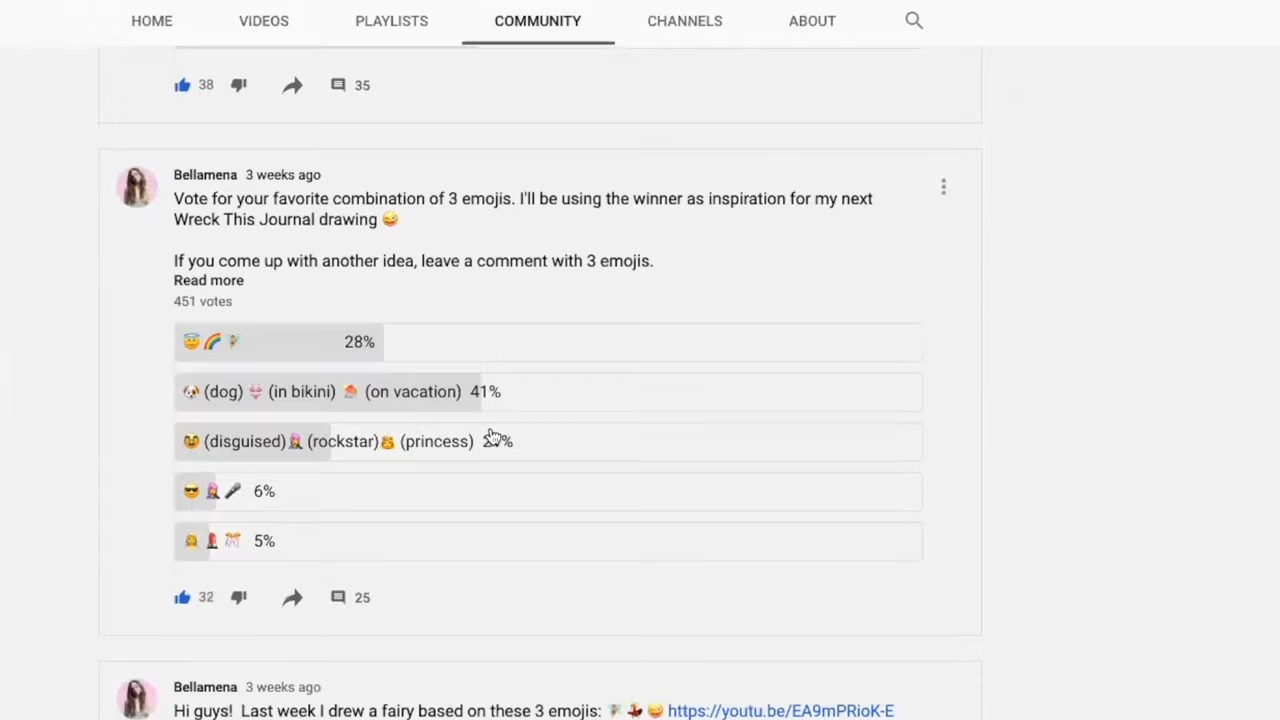 HOME VIDEOS PLAYLISTS COMMUNITY CHANNELS ABOUT
38 35
Bellamena 3 weeks ago
Vote for your favorite combination of 3 emojis. I'll be using the winner as inspiration for my next
Wreck This Journal drawing 😜
If you come up with another idea, leave a comment with 3 emojis.
Read more
451 votes
😇🌈🧚 28%
🐶 (dog) 👙 (in bikini) 🏖 (on vacation) 41%
🥸 (disguised)👩‍🎤 (rockstar)👸 (princess)
😎👩‍🎤🎤 6%
👰💄🎊 5%
32 25
Bellamena 3 weeks ago
Hi guys! Last week I drew a fairy based on these 3 emojis: 🧚💃😜 https://youtu.be/EA9mPRioK-E